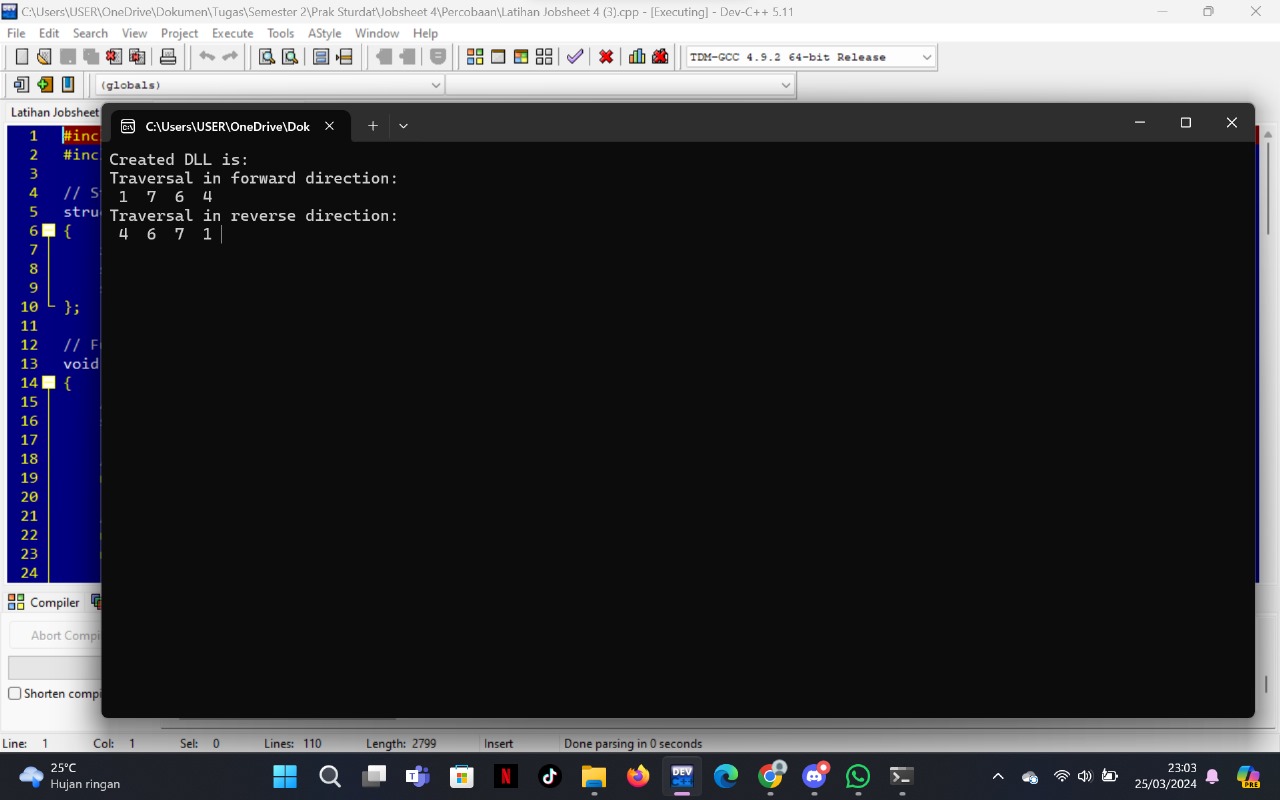 C:\Users\USER\OneDrive\Dokumen\Tugas\Semester 2\Prak Sturdat\Jobsheet 4\Percobaan\Latihan Jobsheet 4 (3).cpp - [Executing] - Dev-C++ 5.11
File Edit Search View Project Execute Tools AStyle Window Help
TDM-GCC 4.9.2 64-bit Release
(globals)
Latihan Jobsheet
C:\Users\USER\OneDrive\Dok
Created DLL is:
Traversal in forward direction:
1 7 6 4
Traversal in reverse direction:
4 6 7 1
1 #inc
2 #inc
3
4 // S
5 stru
6 {
7
8
9
10 };
11
12 // F
13 void
14 {
15
16
17
18
19
20
21
22
23
24
Compiler
Abort Compi
Shorten compi
Line: 1 Col: 1 Sel: 0 Lines: 110 Length: 2799 Insert Done parsing in 0 seconds
25°C
Hujan ringan
DEV
PRE
23:03
25/03/2024